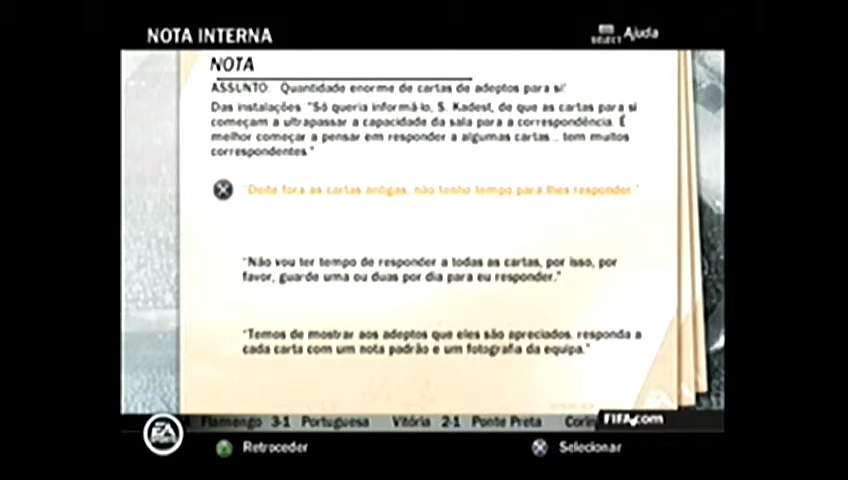 NOTA INTERNA
SELECT Ajuda
NOTA
ASSUNTO: Quantidade enorme de cartas de adeptos para si!
Das instalações: "Só queria informá-lo, S. Kadest, de que as cartas para si
começam a ultrapassar a capacidade da sala para a correspondência. É
melhor começar a pensar em responder a algumas cartas... tem muitos
correspondentes."
"Deite fora as cartas antigas, não tenho tempo para lhes responder."
"Não vou ter tempo de responder a todas as cartas, por isso, por
favor, guarde uma ou duas por dia para eu responder."
"Temos de mostrar aos adeptos que eles são apreciados, responda a
cada carta com um nota padrão e um fotografia da equipa."
Flamengo 3-1 Portuguesa Vitória 2-1 Ponte Preta Corin
FIFA.com
EA SPORTS
Retroceder
Selecionar